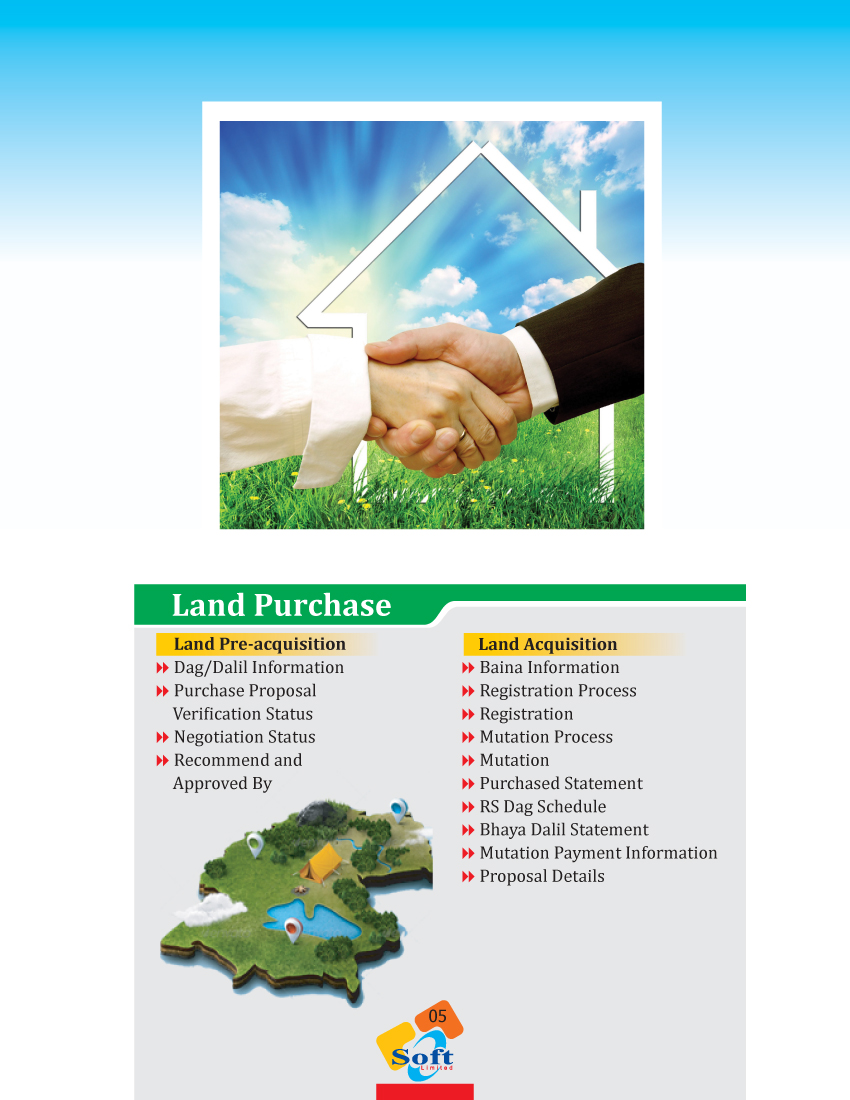 Land Purchase
Land Pre-acquisition
Dag/Dalil Information
Purchase Proposal
Verification Status
Negotiation Status
Recommend and
Approved By
Land Acquisition
Baina Information
Registration Process
Registration
Mutation Process
Mutation
Purchased Statement
RS Dag Schedule
Bhaya Dalil Statement
Mutation Payment Information
Proposal Details
05
Soft
Limited